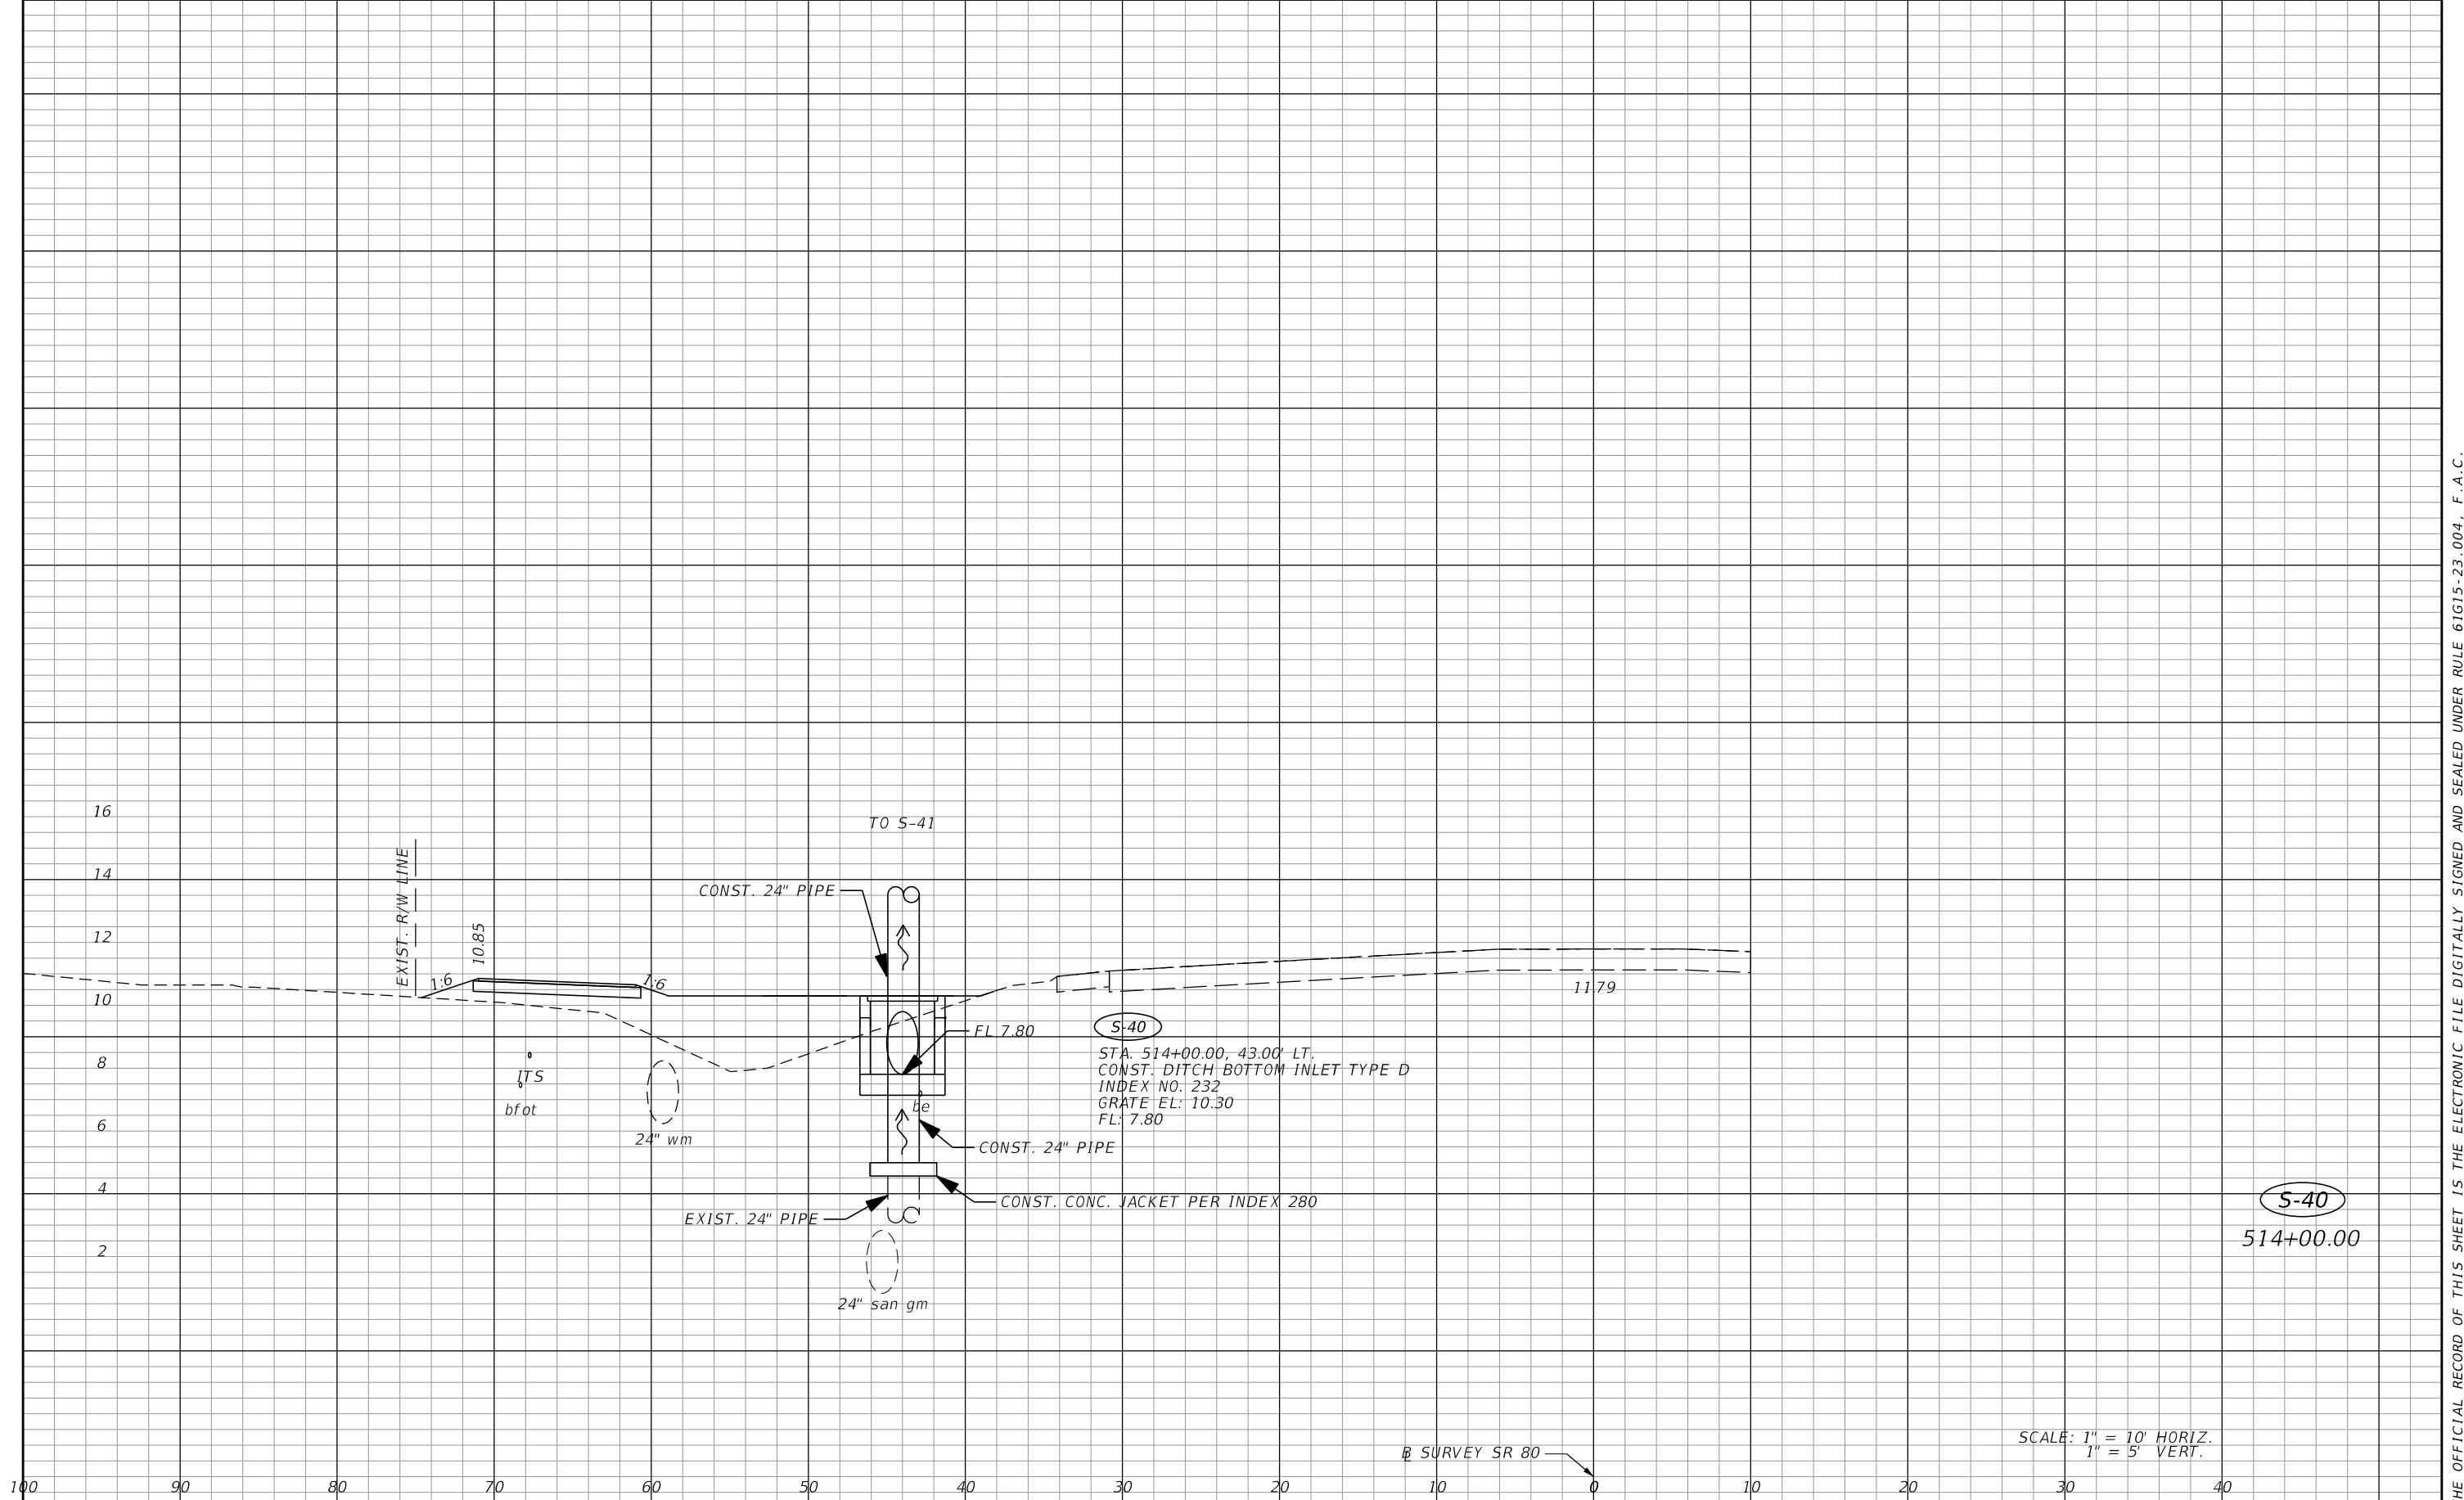 16
TO S-41
14
CONST. 24" PIPE
EXIST. R/W LINE
12
10.85
1:6
1:6
10
11.79
S-40
FL 7.80
STA. 514+00.00, 43.00' LT.
CONST. DITCH BOTTOM INLET TYPE D
INDEX NO. 232
GRATE EL: 10.30
FL: 7.80
8
ITS
bfot
be
6
24" wm
CONST. 24" PIPE
4
CONST. CONC. JACKET PER INDEX 280
EXIST. 24" PIPE
S-40
514+00.00
2
24" san gm
SCALE: 1" = 10' HORIZ.
1" = 5' VERT.
SURVEY SR 80
100 90 80 70 60 50 40 30 20 10 0 10 20 30 40
OFFICIAL RECORD OF THIS SHEET IS THE ELECTRONIC FILE DIGITALLY SIGNED AND SEALED UNDER RULE 61G15-23.004, F.A.C.